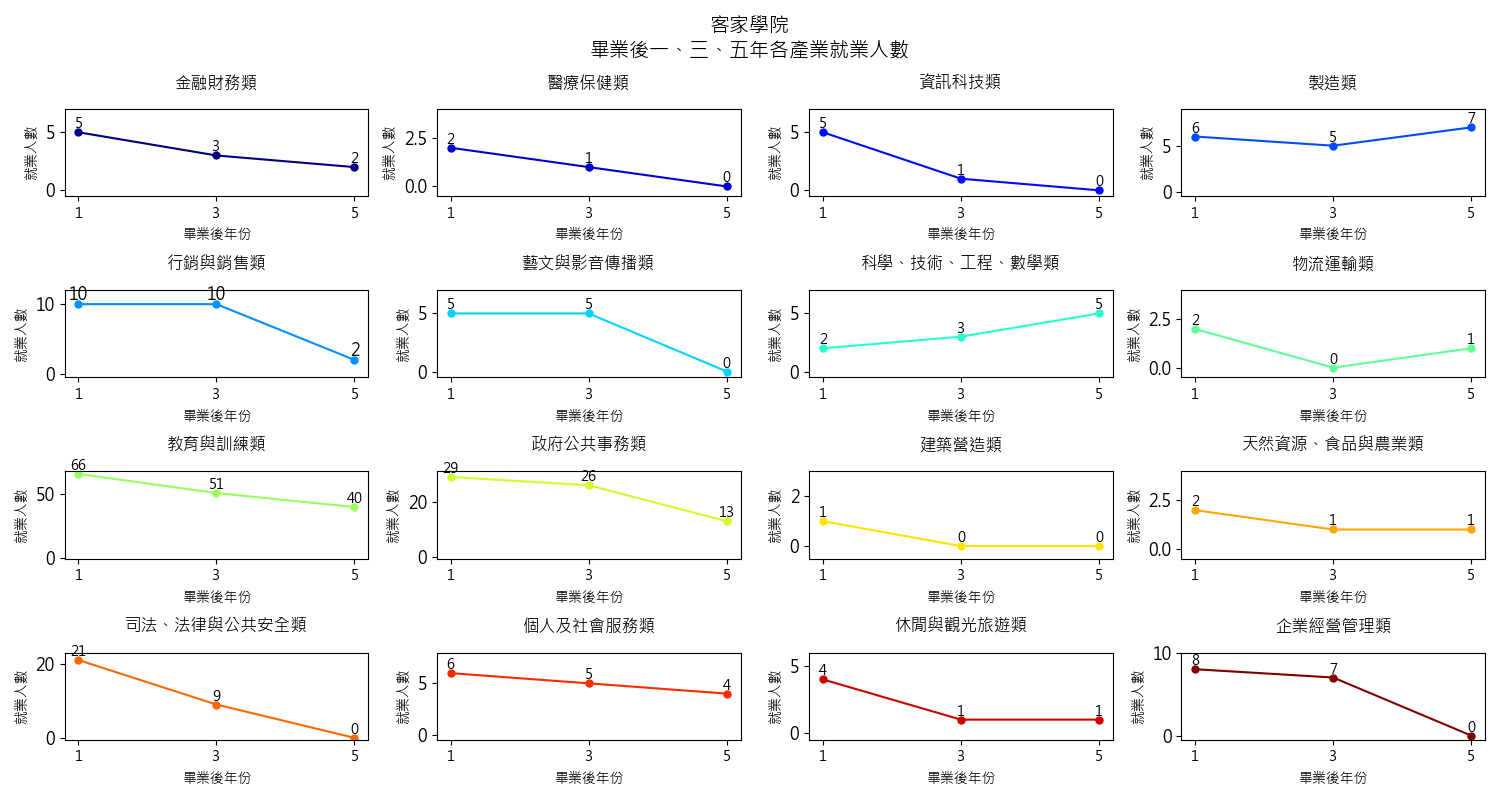 客家學院
畢業後一、三、五年各產業就業人數
金融財務類
醫療保健類
資訊科技類
製造類
就業人數
5
0
5
3
2
1
3
5
畢業後年份
就業人數
2.5
0.0
2
1
0
1
3
5
畢業後年份
就業人數
5
0
5
1
0
1
3
5
畢業後年份
就業人數
5
0
6
5
7
1
3
5
畢業後年份
行銷與銷售類
藝文與影音傳播類
科學、技術、工程、數學類
物流運輸類
就業人數
10
0
10
10
2
1
3
5
畢業後年份
就業人數
5
0
5
5
0
1
3
5
畢業後年份
就業人數
5
0
2
3
5
1
3
5
畢業後年份
就業人數
2.5
0.0
2
0
1
1
3
5
畢業後年份
教育與訓練類
政府公共事務類
建築營造類
天然資源、食品與農業類
就業人數
50
0
66
51
40
1
3
5
畢業後年份
就業人數
20
0
29
26
13
1
3
5
畢業後年份
就業人數
2
0
1
0
0
1
3
5
畢業後年份
就業人數
2.5
0.0
2
1
1
1
3
5
畢業後年份
司法、法律與公共安全類
個人及社會服務類
休閒與觀光旅遊類
企業經營管理類
就業人數
20
0
21
9
0
1
3
5
畢業後年份
就業人數
5
0
6
5
4
1
3
5
畢業後年份
就業人數
5
0
4
1
1
1
3
5
畢業後年份
就業人數
10
0
8
7
0
1
3
5
畢業後年份